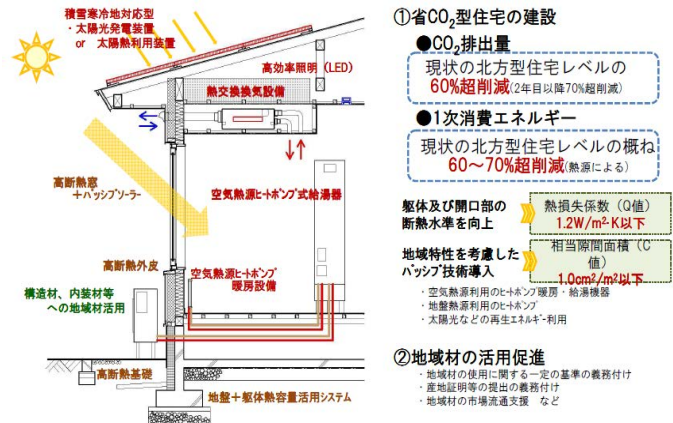 積雪寒冷地対応型
・太陽光発電装置
or 太陽熱利用装置
高効率照明（LED）
熱交換換気設備
高断熱窓
＋パッシブソーラー
空気熱源ヒートポンプ式給湯器
高断熱外皮
空気熱源ヒートポンプ
暖房設備
構造材、内装材等
への地域材活用
高断熱基礎
地盤＋躯体熱容量活用システム
①省CO₂型住宅の建設
●CO₂排出量
現状の北方型住宅レベルの
60%超削減(2年目以降70%超削減)
●1次消費エネルギー
現状の北方型住宅レベルの概ね
60～70%超削減(熱源による)
躯体及び開口部の
断熱水準を向上
熱損失係数（Q値）
1.2W/m²･K以下
地域特性を考慮した
パッシブ技術導入
相当隙間面積（C
値）
1.0cm²/m²以下
・空気熱源利用のヒートポンプ暖房・給湯機器
・地盤熱源利用のヒートポンプ
・太陽光などの再生エネルギー利用
②地域材の活用促進
・地域材の使用に関する一定の基準の義務付け
・産地証明等の提出の義務付け
・地域材の市場流通支援 など